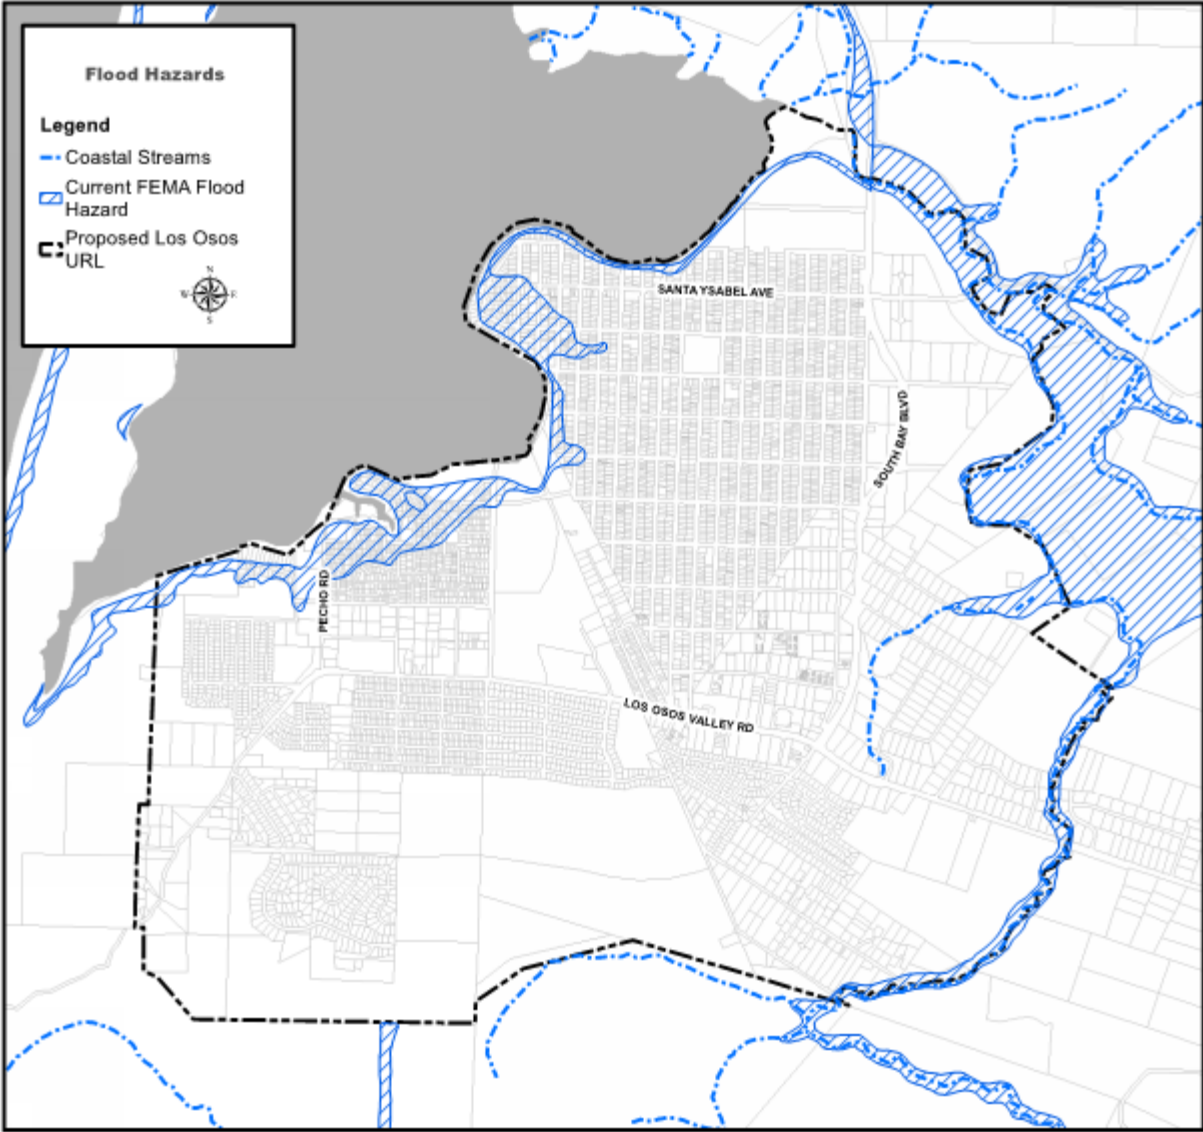 Flood Hazards
Legend
Coastal Streams
Current FEMA Flood
Hazard
Proposed Los Osos
URL
N
W E
S
SANTA YSABEL AVE
SOUTH BAY BLVD
PECHO RD
LOS OSOS VALLEY RD